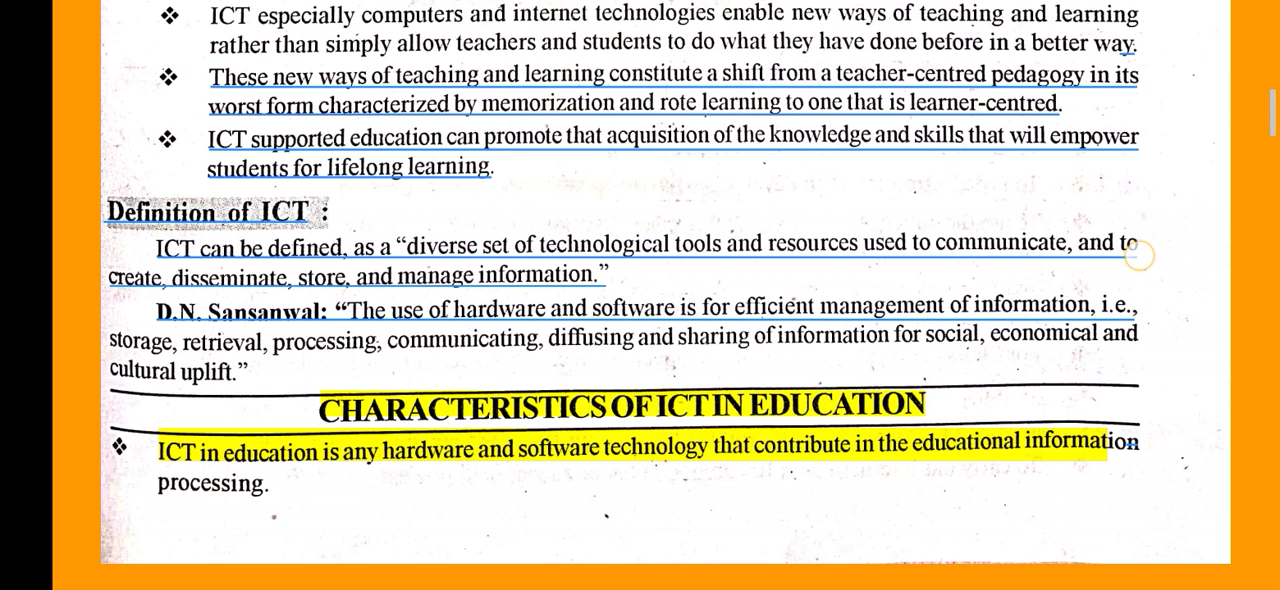 ❖ ICT especially computers and internet technologies enable new ways of teaching and learning
rather than simply allow teachers and students to do what they have done before in a better way.
❖ These new ways of teaching and learning constitute a shift from a teacher-centred pedagogy in its
worst form characterized by memorization and rote learning to one that is learner-centred.
❖ ICT supported education can promote that acquisition of the knowledge and skills that will empower
students for lifelong learning.
Definition of ICT :
ICT can be defined, as a “diverse set of technological tools and resources used to communicate, and to
create, disseminate, store, and manage information.”
D.N. Sansanwal: “The use of hardware and software is for efficient management of information, i.e.,
storage, retrieval, processing, communicating, diffusing and sharing of information for social, economical and
cultural uplift.”
CHARACTERISTICS OF ICT IN EDUCATION
❖ ICT in education is any hardware and software technology that contribute in the educational information
processing.